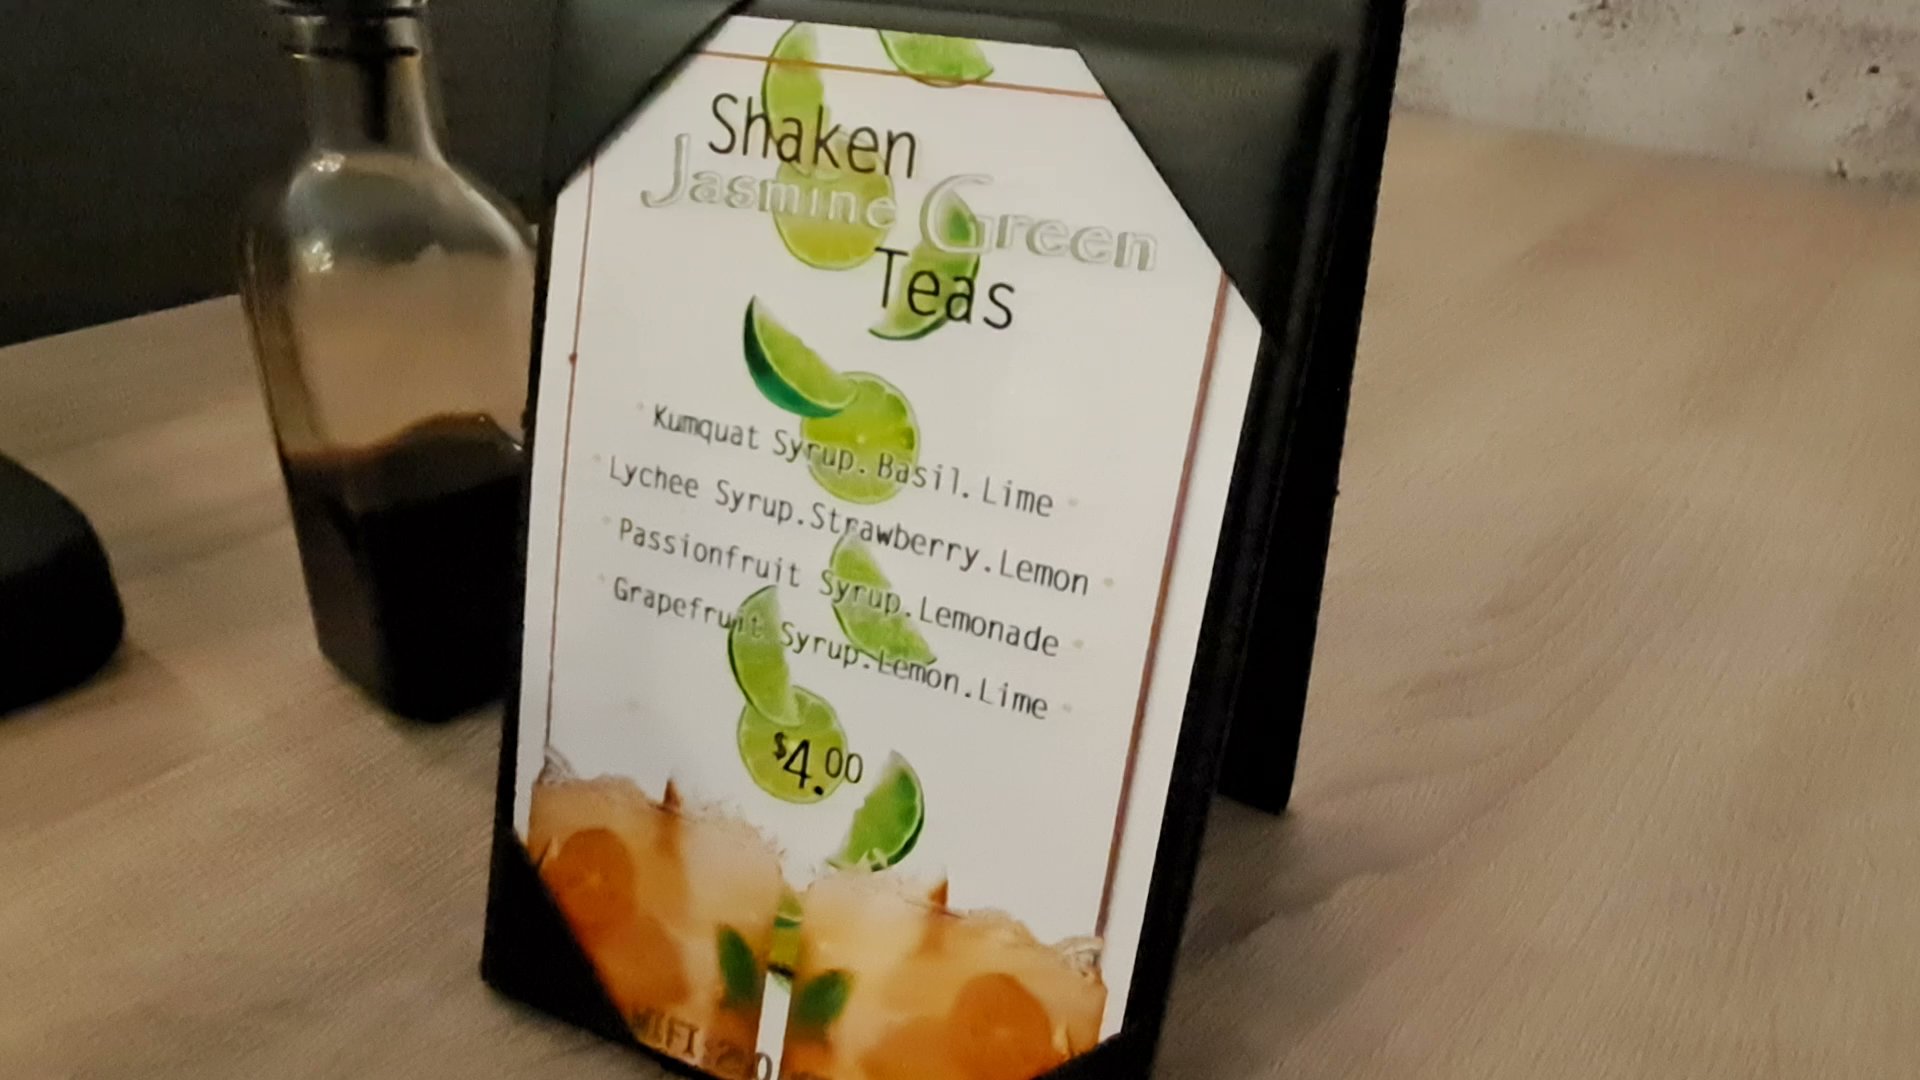 Shaken
Jasmine Green
Teas
Kumquat Syrup.Basil.Lime
Lychee Syrup.Strawberry.Lemon
Passionfruit Syrup.Lemonade
Grapefruit Syrup.Lemon.Lime
$4.00
WIFI: